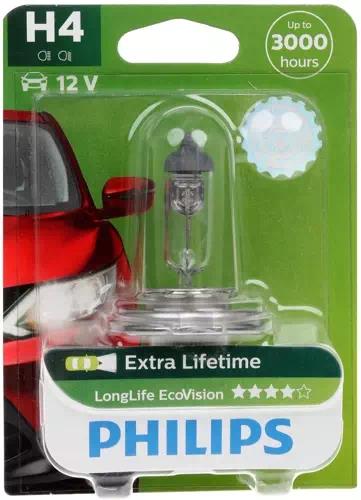 H4
12 V
Up to
3000
hours
Extra Lifetime
LongLife EcoVision
PHILIPS